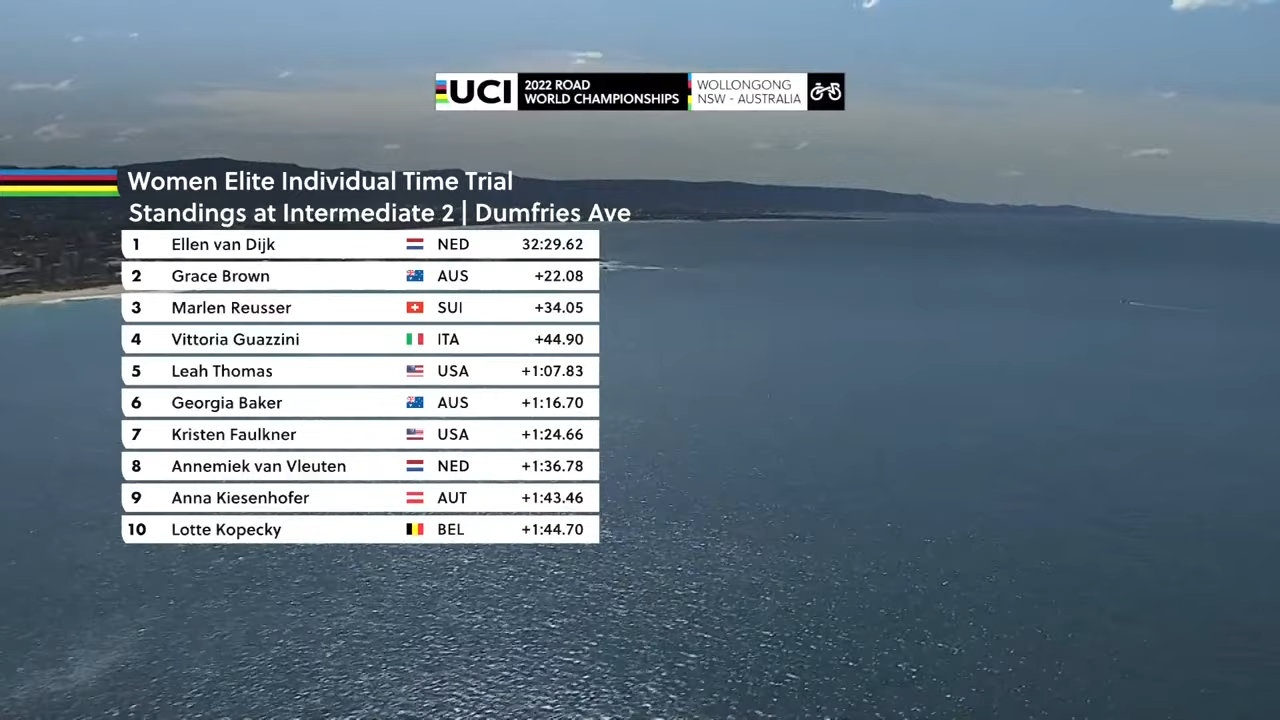 UCI 2022 ROAD WORLD CHAMPIONSHIPS WOLLONGONG NSW - AUSTRALIA
Women Elite Individual Time Trial
Standings at Intermediate 2 | Dumfries Ave
1 Ellen van Dijk NED 32:29.62
2 Grace Brown AUS +22.08
3 Marlen Reusser SUI +34.05
4 Vittoria Guazzini ITA +44.90
5 Leah Thomas USA +1:07.83
6 Georgia Baker AUS +1:16.70
7 Kristen Faulkner USA +1:24.66
8 Annemiek van Vleuten NED +1:36.78
9 Anna Kiesenhofer AUT +1:43.46
10 Lotte Kopecky BEL +1:44.70